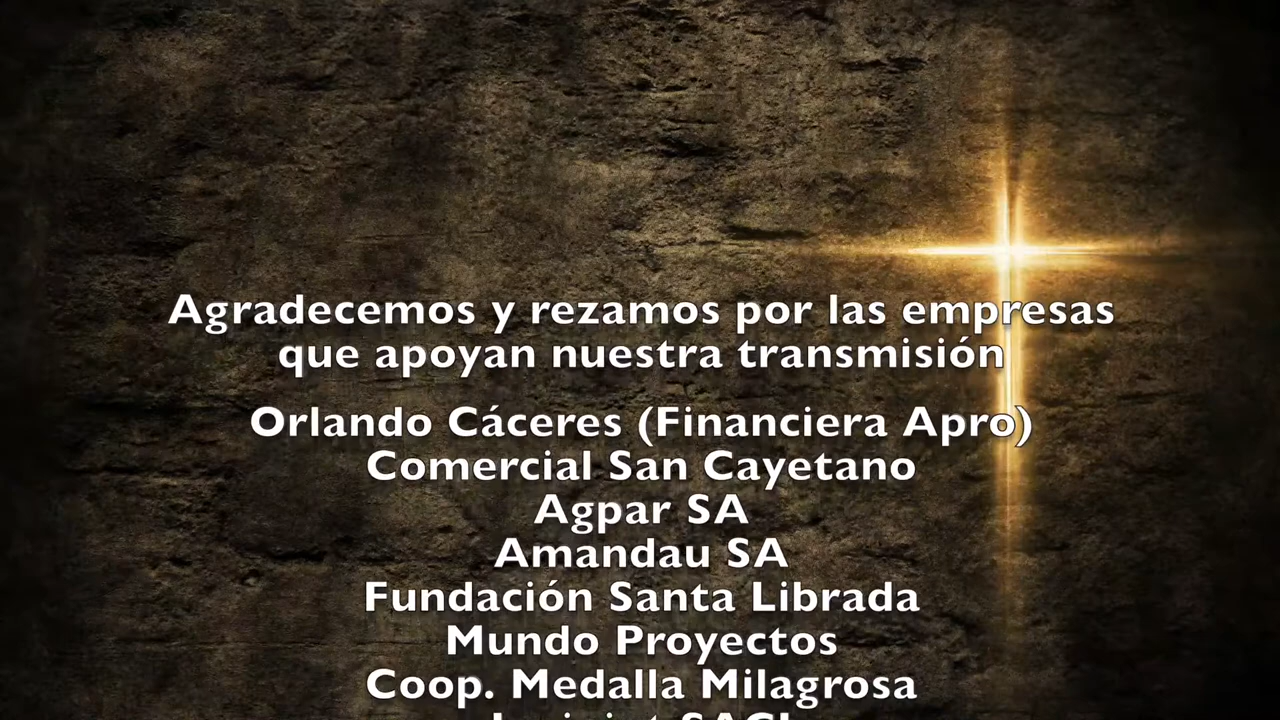 Agradecemos y rezamos por las empresas
que apoyan nuestra transmisión
Orlando Cáceres (Financiera Apro)
Comercial San Cayetano
Agpar SA
Amandau SA
Fundación Santa Librada
Mundo Proyectos
Coop. Medalla Milagrosa